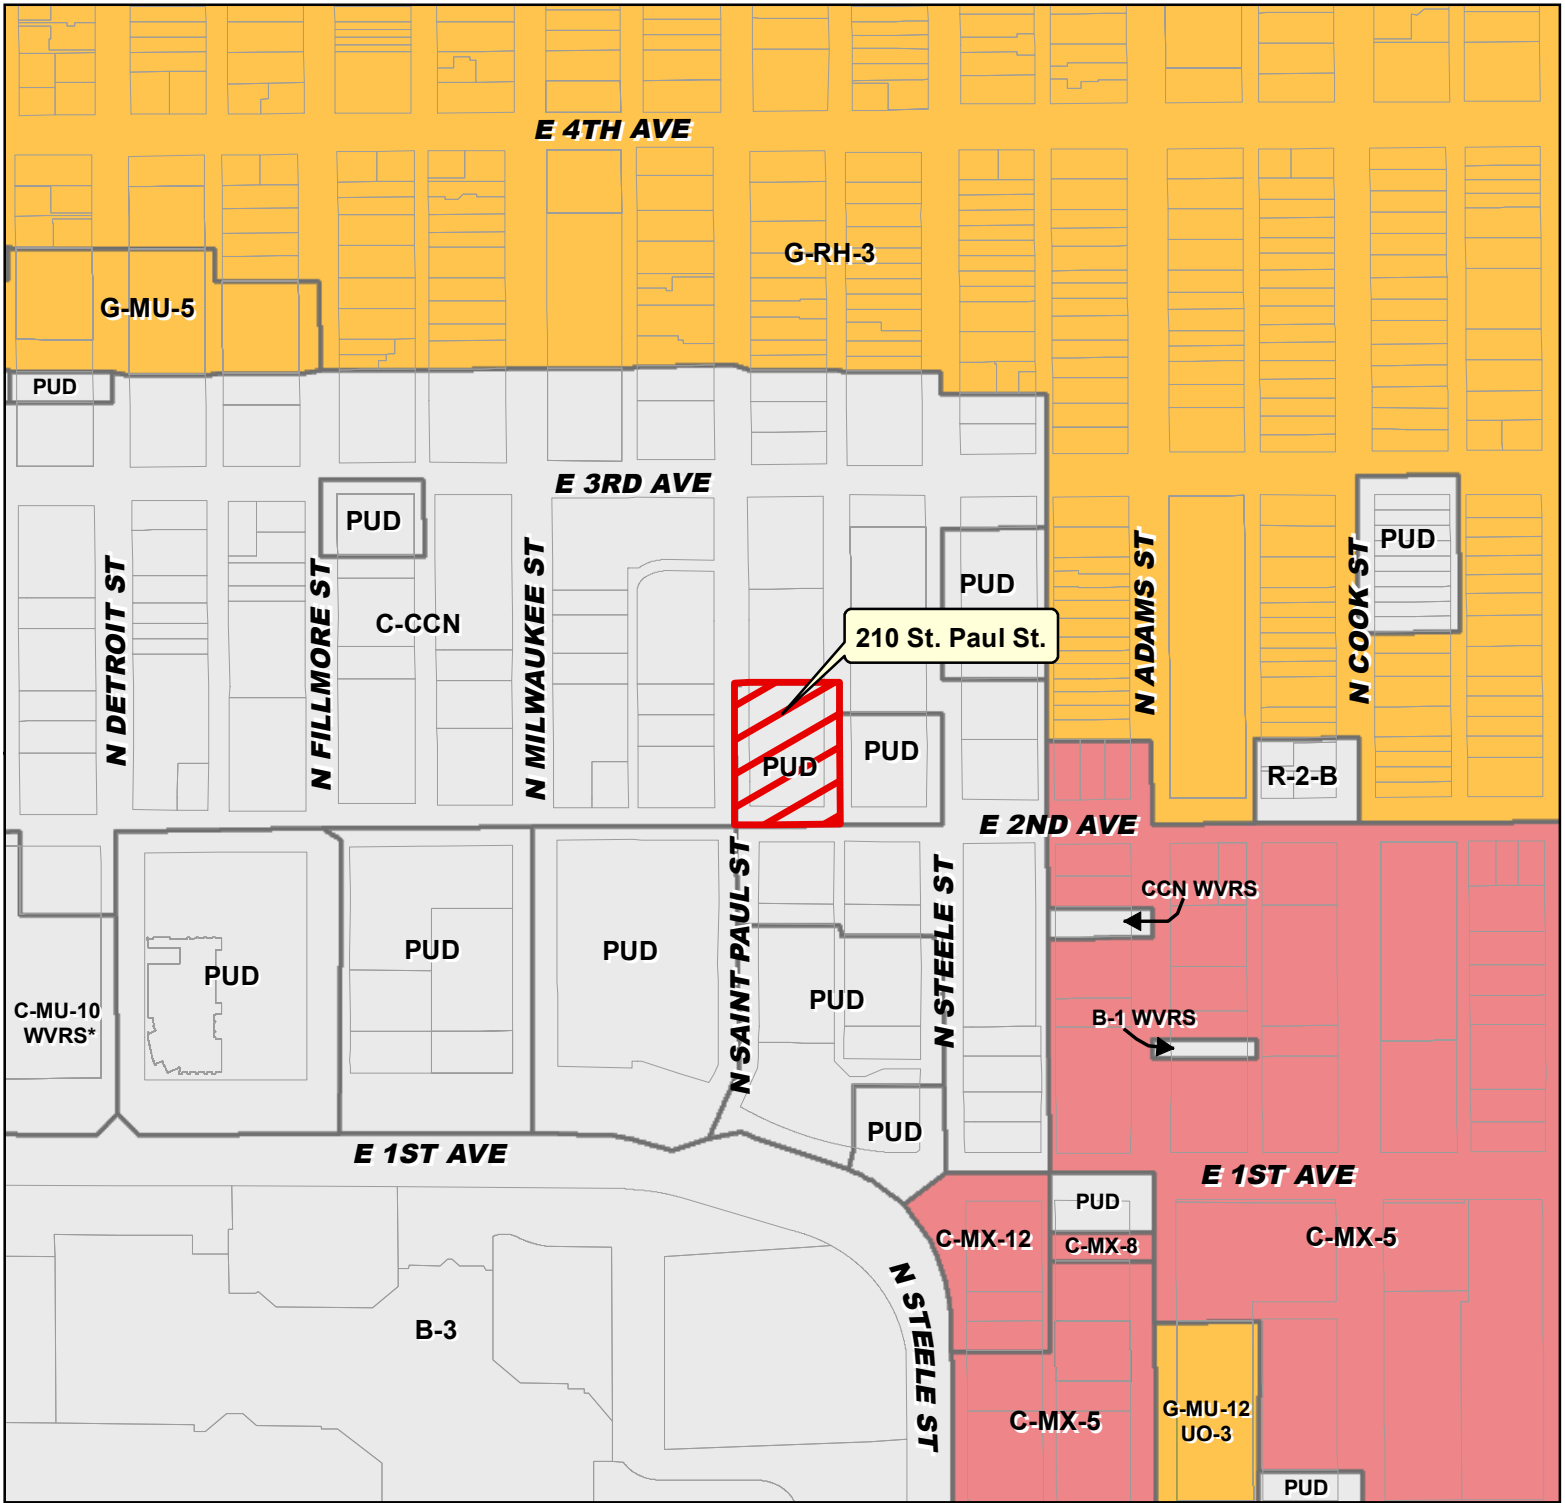 E 4TH AVE
G-RH-3
G-MU-5
PUD
E 3RD AVE
PUD
PUD
PUD
N DETROIT ST
N FILLMORE ST
C-CCN
N MILWAUKEE ST
210 St. Paul St.
N ADAMS ST
N COOK ST
PUD
PUD
R-2-B
E 2ND AVE
CCN WVRS
N SAINT PAUL ST
N STEELE ST
PUD
PUD
PUD
PUD
C-MU-10
WVRS*
B-1 WVRS
PUD
E 1ST AVE
E 1ST AVE
PUD
C-MX-12
C-MX-8
C-MX-5
N STEELE ST
B-3
C-MX-5
G-MU-12
UO-3
PUD